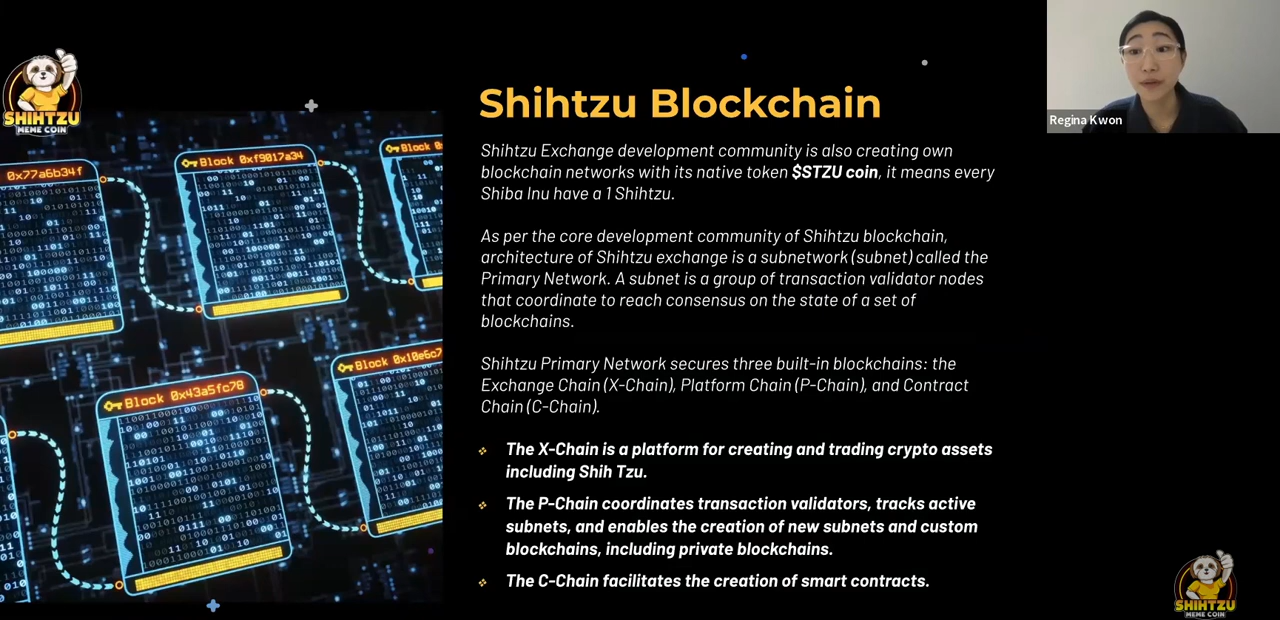 SHIHTZU
MEME COIN
Regina Kwon
Shihtzu Blockchain
Shihtzu Exchange development community is also creating own
blockchain networks with its native token $STZU coin, it means every
Shiba Inu have a 1 Shihtzu.
As per the core development community of Shihtzu blockchain,
architecture of Shihtzu exchange is a subnetwork (subnet) called the
Primary Network. A subnet is a group of transaction validator nodes
that coordinate to reach consensus on the state of a set of
blockchains.
Shihtzu Primary Network secures three built-in blockchains: the
Exchange Chain (X-Chain), Platform Chain (P-Chain), and Contract
Chain (C-Chain).
The X-Chain is a platform for creating and trading crypto assets
including Shih Tzu.
The P-Chain coordinates transaction validators, tracks active
subnets, and enables the creation of new subnets and custom
blockchains, including private blockchains.
The C-Chain facilitates the creation of smart contracts.
0x77a6b34f
Block 0xf9017a34
Block
Block 0x43a5fc78
Block
SHIHTZU
MEME COIN